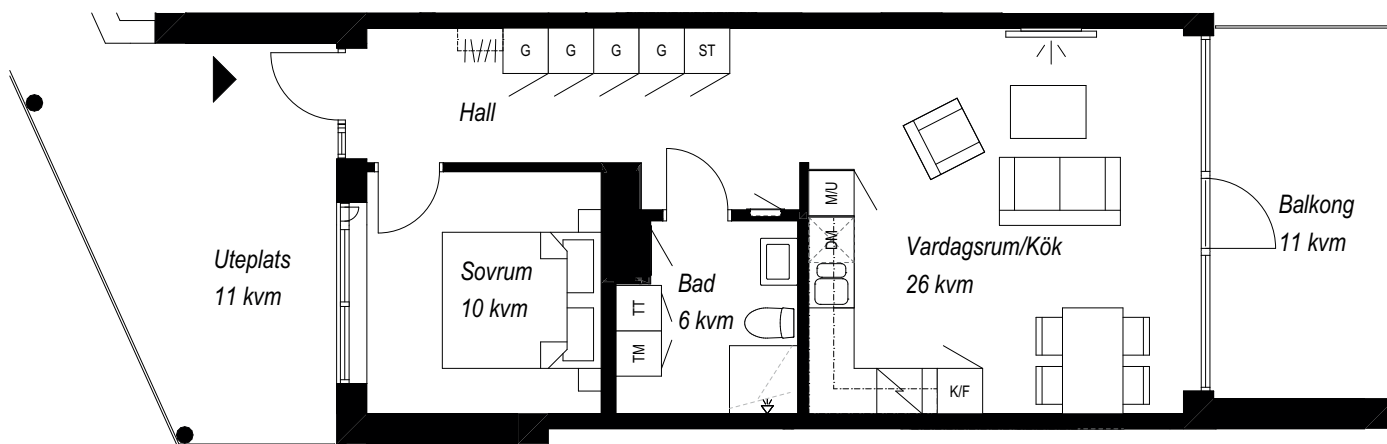 G
G
G
G
ST
Hall
M/U
DM
Balkong
11 kvm
Vardagsrum/Kök
26 kvm
Uteplats
11 kvm
Sovrum
10 kvm
Bad
6 kvm
TT
TM
K/F